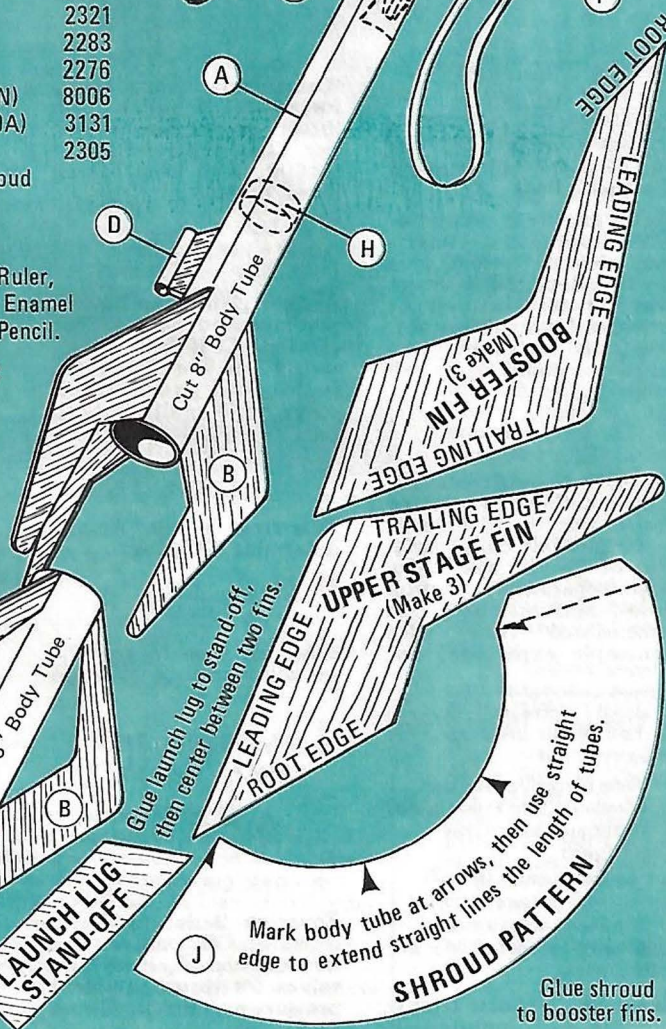 2321
2283
2276
N) 8006
0A) 3131
2305
oud
Ruler,
Enamel
Pencil.
A
D
H
Cut 8" Body Tube
B
ROOT EDGE
LEADING EDGE
BOOSTER FIN
(Make 3)
TRAILING EDGE
TRAILING EDGE
UPPER STAGE FIN
(Make 3)
LEADING EDGE
ROOT EDGE
Glue launch lug to stand-off,
then center between two fins.
" Body Tube
B
LAUNCH LUG
STAND-OFF
J
Mark body tube at arrows, then use straight
edge to extend straight lines the length of tubes.
SHROUD PATTERN
Glue shroud
to booster fins.